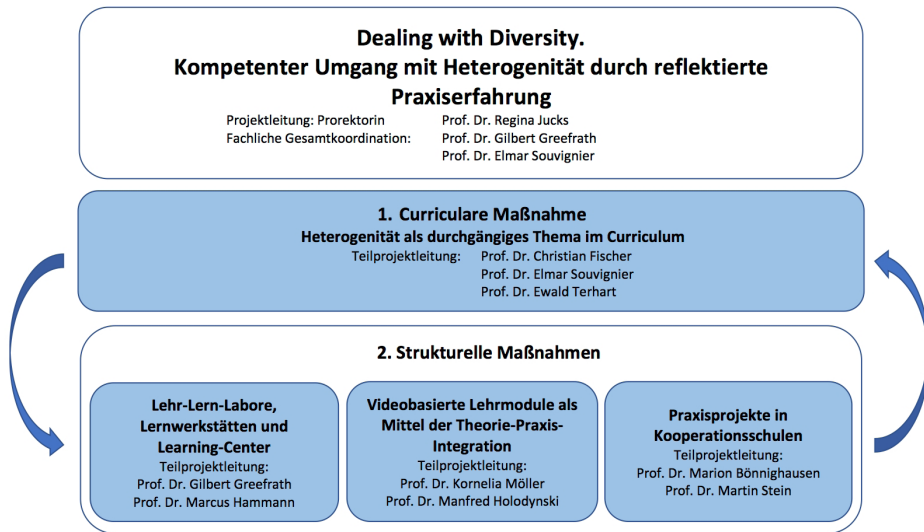 Dealing with Diversity.
Kompetenter Umgang mit Heterogenität durch reflektierte
Praxiserfahrung
Projektleitung: Prorektorin Prof. Dr. Regina Jucks
Fachliche Gesamtkoordination: Prof. Dr. Gilbert Greefrath
Prof. Dr. Elmar Souvignier
1. Curriculare Maßnahme
Heterogenität als durchgängiges Thema im Curriculum
Teilprojektleitung: Prof. Dr. Christian Fischer
Prof. Dr. Elmar Souvignier
Prof. Dr. Ewald Terhart
2. Strukturelle Maßnahmen
Lehr-Lern-Labore,
Lernwerkstätten und
Learning-Center
Teilprojektleitung:
Prof. Dr. Gilbert Greefrath
Prof. Dr. Marcus Hammann
Videobasierte Lehrmodule als
Mittel der Theorie-Praxis-
Integration
Teilprojektleitung:
Prof. Dr. Kornelia Möller
Prof. Dr. Manfred Holodynski
Praxisprojekte in
Kooperationsschulen
Teilprojektleitung:
Prof. Dr. Marion Bönnighausen
Prof. Dr. Martin Stein